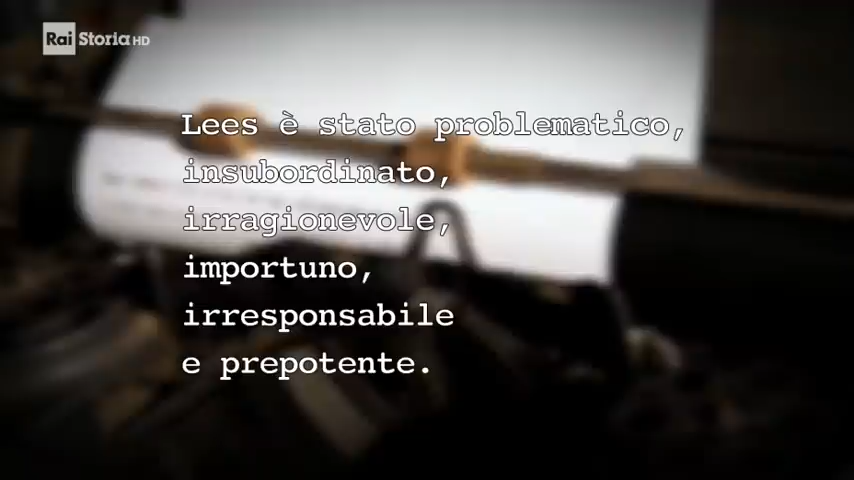 Rai Storia HD
Lees è stato problematico,
insubordinato,
irragionevole,
importuno,
irresponsabile
e prepotente.